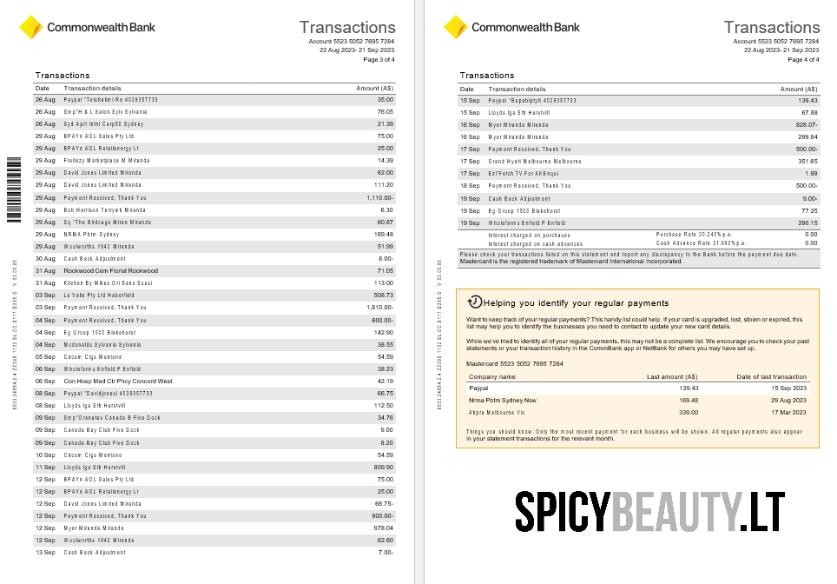 CommonwealthBank
Transactions
Account 5523 5052 7695 7284
22 Aug 2023- 21 Sep 2023
Page 3 of 4
Transactions
Date Transaction details Amount (A$)
26 Aug Paypal *Telstralimi Re 4029357733 35.00
26 Aug Smp*H & L Salon Sylv Sylvania 76.05
26 Aug Syd Aprt Intnl Carp50 Sydney 21.39
29 Aug BPAYn AGL Sales Pty Ltd 75.00
29 Aug BPAYn AGL Retailenergy Lt 25.00
29 Aug Fruitezy Marketplace M Miranda 14.39
29 Aug David Jones Limited Miranda 62.00
29 Aug David Jones Limited Miranda 111.20
29 Aug Payment Received, Thank You 1,110.00-
29 Aug Bob Harrison Tarrywk Miranda 6.30
29 Aug Sq *The Birdcage Miran Miranda 60.87
29 Aug NRMA Pbtm Sydney 169.48
29 Aug Woolworths 1942 Miranda 51.99
30 Aug Cash Back Adjustment 8.00-
31 Aug Rookwood Cem Florist Rookwood 71.05
31 Aug Kitchen By Mikes Ori Sans Souci 113.00
03 Sep La Valle Pty Ltd Haberfield 508.73
03 Sep Payment Received, Thank You 1,810.00-
04 Sep Payment Received, Thank You 600.00-
04 Sep Eg Group 1500 Blakehurst 142.90
04 Sep Mcdonalds Sylvania Sylvania 38.55
05 Sep Circum Cigs Mentone 54.59
06 Sep Wholefarms Enfield P Enfield 38.23
06 Sep Con Hosp Med Ctr Phcy Concord West 42.19
08 Sep Paypal *Davidjonesl 4029357733 66.75
08 Sep Lloyds Iga Eth Hurstvill 112.50
09 Sep Smp*Granatas Canada B Five Dock 34.76
09 Sep Canada Bay Club Five Dock 9.00
09 Sep Canada Bay Club Five Dock 8.20
10 Sep Circum Cigs Mentone 54.59
11 Sep Lloyds Iga Eth Hurstvill 809.90
12 Sep BPAYn AGL Sales Pty Ltd 75.00
12 Sep BPAYn AGL Retailenergy Lt 25.00
12 Sep David Jones Limited Miranda 66.75-
12 Sep Payment Received, Thank You 900.00-
12 Sep Myer Miranda Miranda 978.04
12 Sep Woolworths 1942 Miranda 62.60
13 Sep Cash Back Adjustment 7.00-
CommonwealthBank
Transactions
Account 5523 5052 7695 7284
22 Aug 2023- 21 Sep 2023
Page 4 of 4
Transactions
Date Transaction details Amount (A$)
15 Sep 139.43
15 Sep Lloyds Iga Eth Hurstvill 67.88
16 Sep Myer Miranda Miranda 828.07-
16 Sep Myer Miranda Miranda 299.94
17 Sep Payment Received, Thank You 500.00-
17 Sep Grand Hyatt Melbourne Melbourne 351.65
17 Sep Ezi*Fetch TV For All Enqui 1.99
18 Sep Payment Received, Thank You 500.00-
19 Sep Cash Back Adjustment 9.00-
19 Sep Eg Group 1500 Blakehurst 77.25
19 Sep Wholefarms Enfield P Enfield 290.15
Interest charged on purchases Purchase Rate 20.240%p.a. 0.00
Interest charged on cash advances Cash Advance Rate 21.990%p.a. 0.00
Please check your transactions listed on this statement and report any discrepancy to the Bank before the payment due date.
Mastercard is the registered trademark of Mastercard International Incorporated.
Helping you identify your regular payments
Want to keep track of your regular payments? This handy list could help. If your card is upgraded, lost, stolen or expired, this
list may help you to identify the businesses you need to contact to update your new card details.
While we've tried to identify all of your regular payments, this may not be a complete list. We encourage you to check your past
statements or your transaction history in the CommBank app or NetBank for others you may have set up.
Mastercard 5523 5052 7695 7284
Company name Last amount (A$) Date of last transaction
Paypal 139.43 15 Sep 2023
Nrma Pbtm Sydney Nsw 169.48 29 Aug 2023
Ahpra Melbourne Vic 339.00 17 Mar 2023
Things you should know: Only the most recent payment for each business will be shown. All regular payments also appear
in your statement transactions for the relevant month.
SPICYBEAUTY.LT